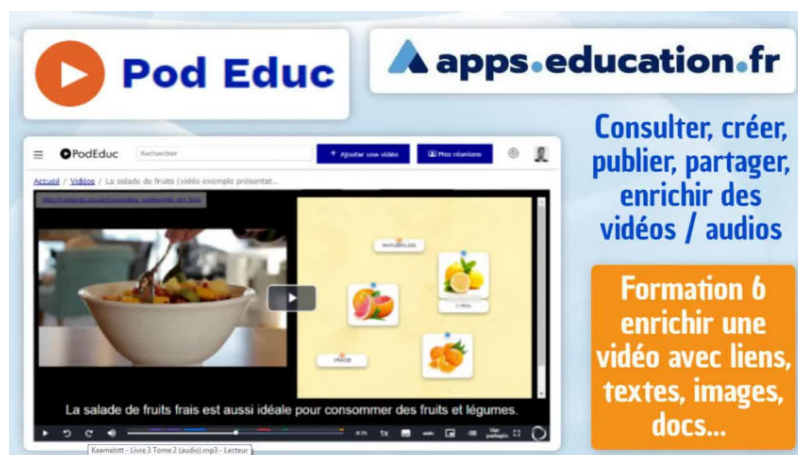 Pod Educ
apps.education.fr
Consulter, créer,
publier, partager,
enrichir des
vidéos / audios
Formation 6
enrichir une
vidéo avec liens,
textes, images,
docs...
PodEduc
Rechercher
+ Ajouter une vidéo
Mes réunions
Accueil / Vidéos / La salade de fruits (vidéo exemple présentat...
La salade de fruits frais est aussi idéale pour consommer des fruits et légumes.
1x
Kaamelott - Livre 3 Tome 2 (audio).mp3 - Lecteur